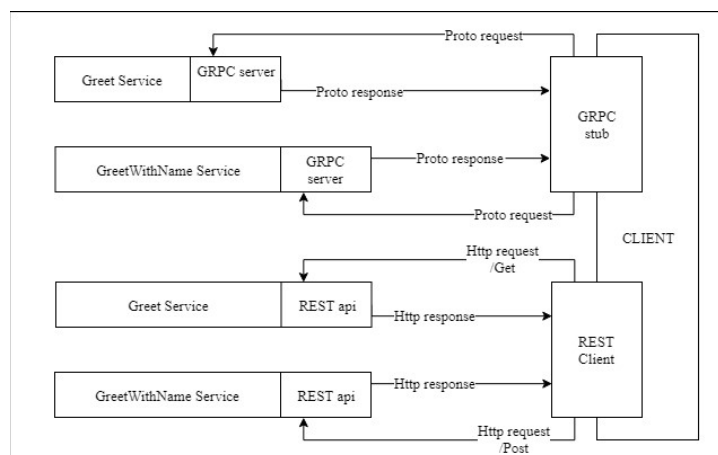 Proto request
Greet Service
GRPC server
Proto response
GRPC
stub
GreetWithName Service
GRPC
server
Proto response
Proto request
CLIENT
Http request
/Get
Greet Service
REST api
Http response
REST
Client
GreetWithName Service
REST api
Http response
Http request
/Post